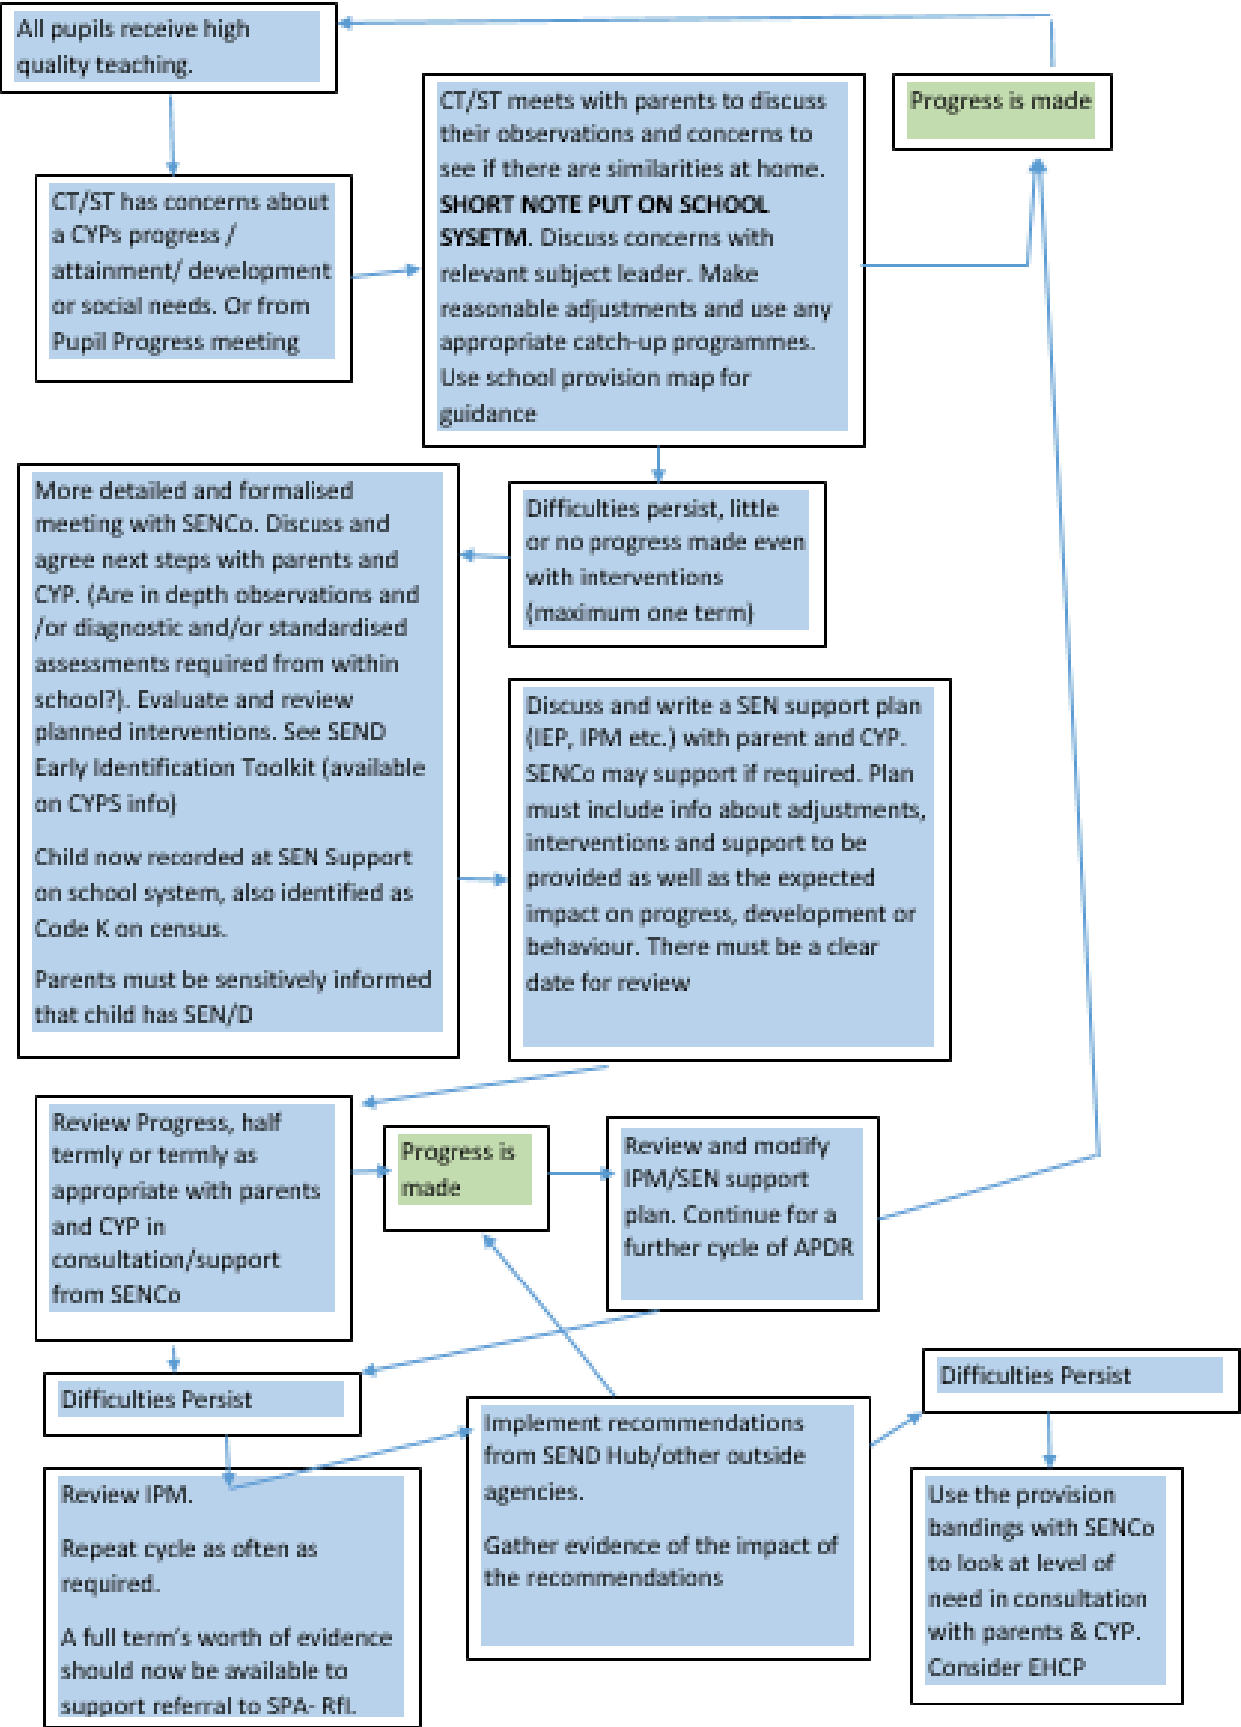 All pupils receive high
quality teaching.
CT/ST has concerns about
a CYPs progress /
attainment/ development
or social needs. Or from
Pupil Progress meeting
CT/ST meets with parents to discuss
their observations and concerns to
see if there are similarities at home.
SHORT NOTE PUT ON SCHOOL
SYSETM. Discuss concerns with
relevant subject leader. Make
reasonable adjustments and use any
appropriate catch-up programmes.
Use school provision map for
guidance
Progress is made
Difficulties persist, little
or no progress made even
with interventions
(maximum one term)
More detailed and formalised
meeting with SENCo. Discuss and
agree next steps with parents and
CYP. (Are in depth observations and
/or diagnostic and/or standardised
assessments required from within
school?). Evaluate and review
planned interventions. See SEND
Early Identification Toolkit (available
on CYPS info)
Child now recorded at SEN Support
on school system, also identified as
Code K on census.
Parents must be sensitively informed
that child has SEN/D
Discuss and write a SEN support plan
(IEP, IPM etc.) with parent and CYP.
SENCo may support if required. Plan
must include info about adjustments,
interventions and support to be
provided as well as the expected
impact on progress, development or
behaviour. There must be a clear
date for review
Review Progress, half
termly or termly as
appropriate with parents
and CYP in
consultation/support
from SENCo
Progress is
made
Review and modify
IPM/SEN support
plan. Continue for a
further cycle of APDR
Difficulties Persist
Review IPM.
Repeat cycle as often as
required.
A full term's worth of evidence
should now be available to
support referral to SPA- RfI.
Implement recommendations
from SEND Hub/other outside
agencies.
Gather evidence of the impact of
the recommendations
Difficulties Persist
Use the provision
bandings with SENCo
to look at level of
need in consultation
with parents & CYP.
Consider EHCP